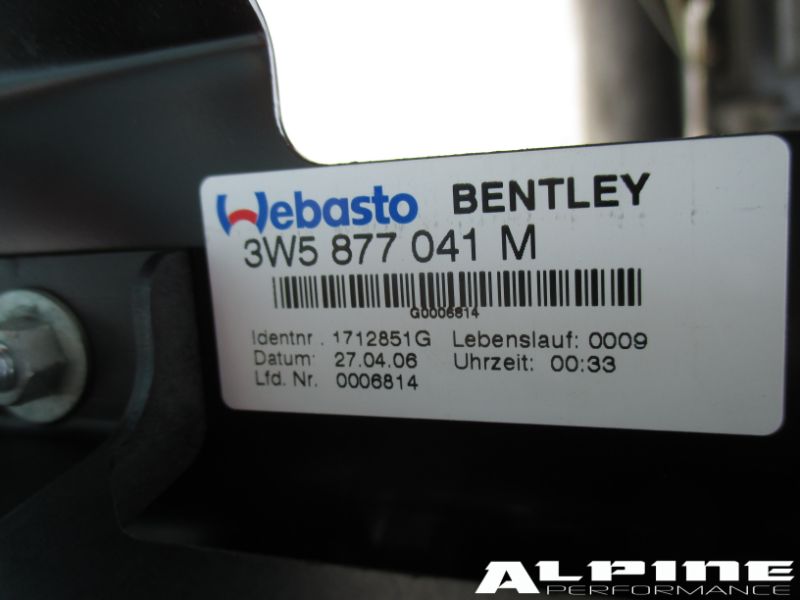 Webasto BENTLEY
3W5 877 041 M
G0006814
Identnr. 1712851G Lebenslauf: 0009
Datum: 27.04.06 Uhrzeit: 00:33
Lfd. Nr. 0006814
ALPINE
PERFORMANCE